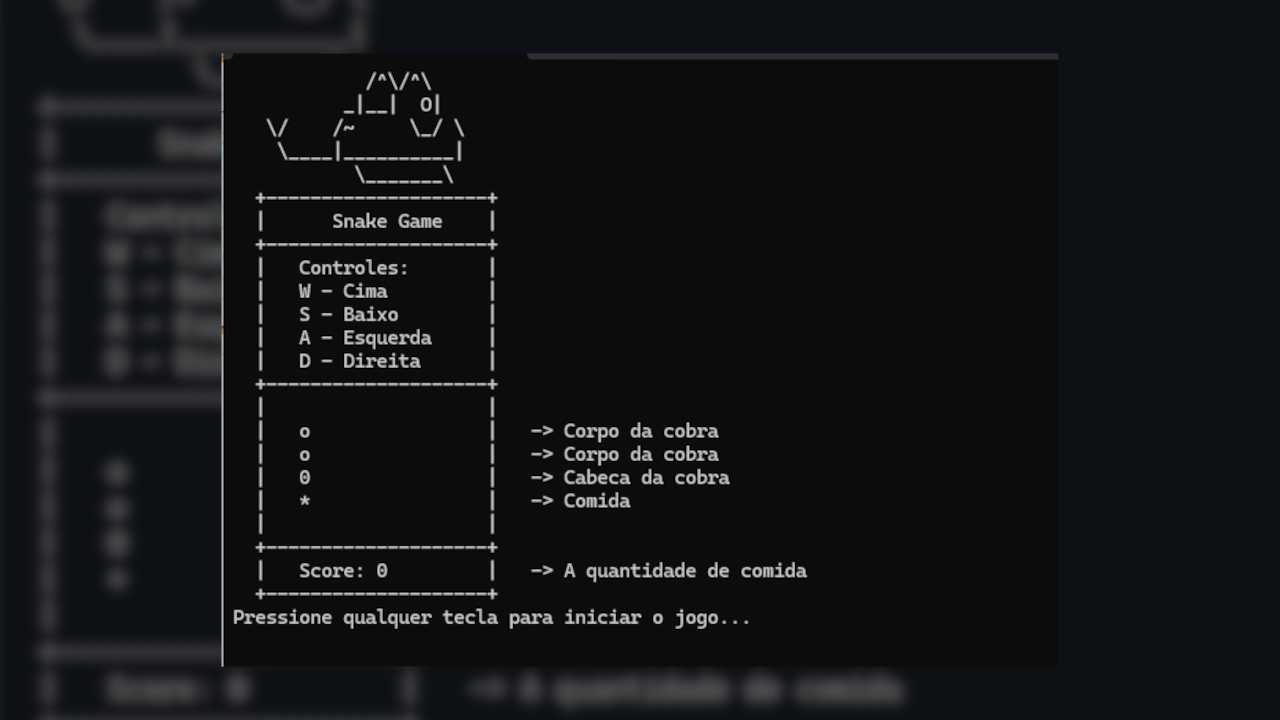 /^\/^\
_|__|  O|
\/     /~     \_/ \
\____|__________|
\_______\
+--------------------+
|      Snake Game    |
+--------------------+
|   Controles:       |
|   W - Cima         |
|   S - Baixo        |
|   A - Esquerda     |
|   D - Direita      |
+--------------------+
|                    |
|   o                |   -> Corpo da cobra
|   o                |   -> Corpo da cobra
|   0                |   -> Cabeca da cobra
|   *                |   -> Comida
|                    |
+--------------------+
|   Score: 0         |   -> A quantidade de comida
+--------------------+
Pressione qualquer tecla para iniciar o jogo...